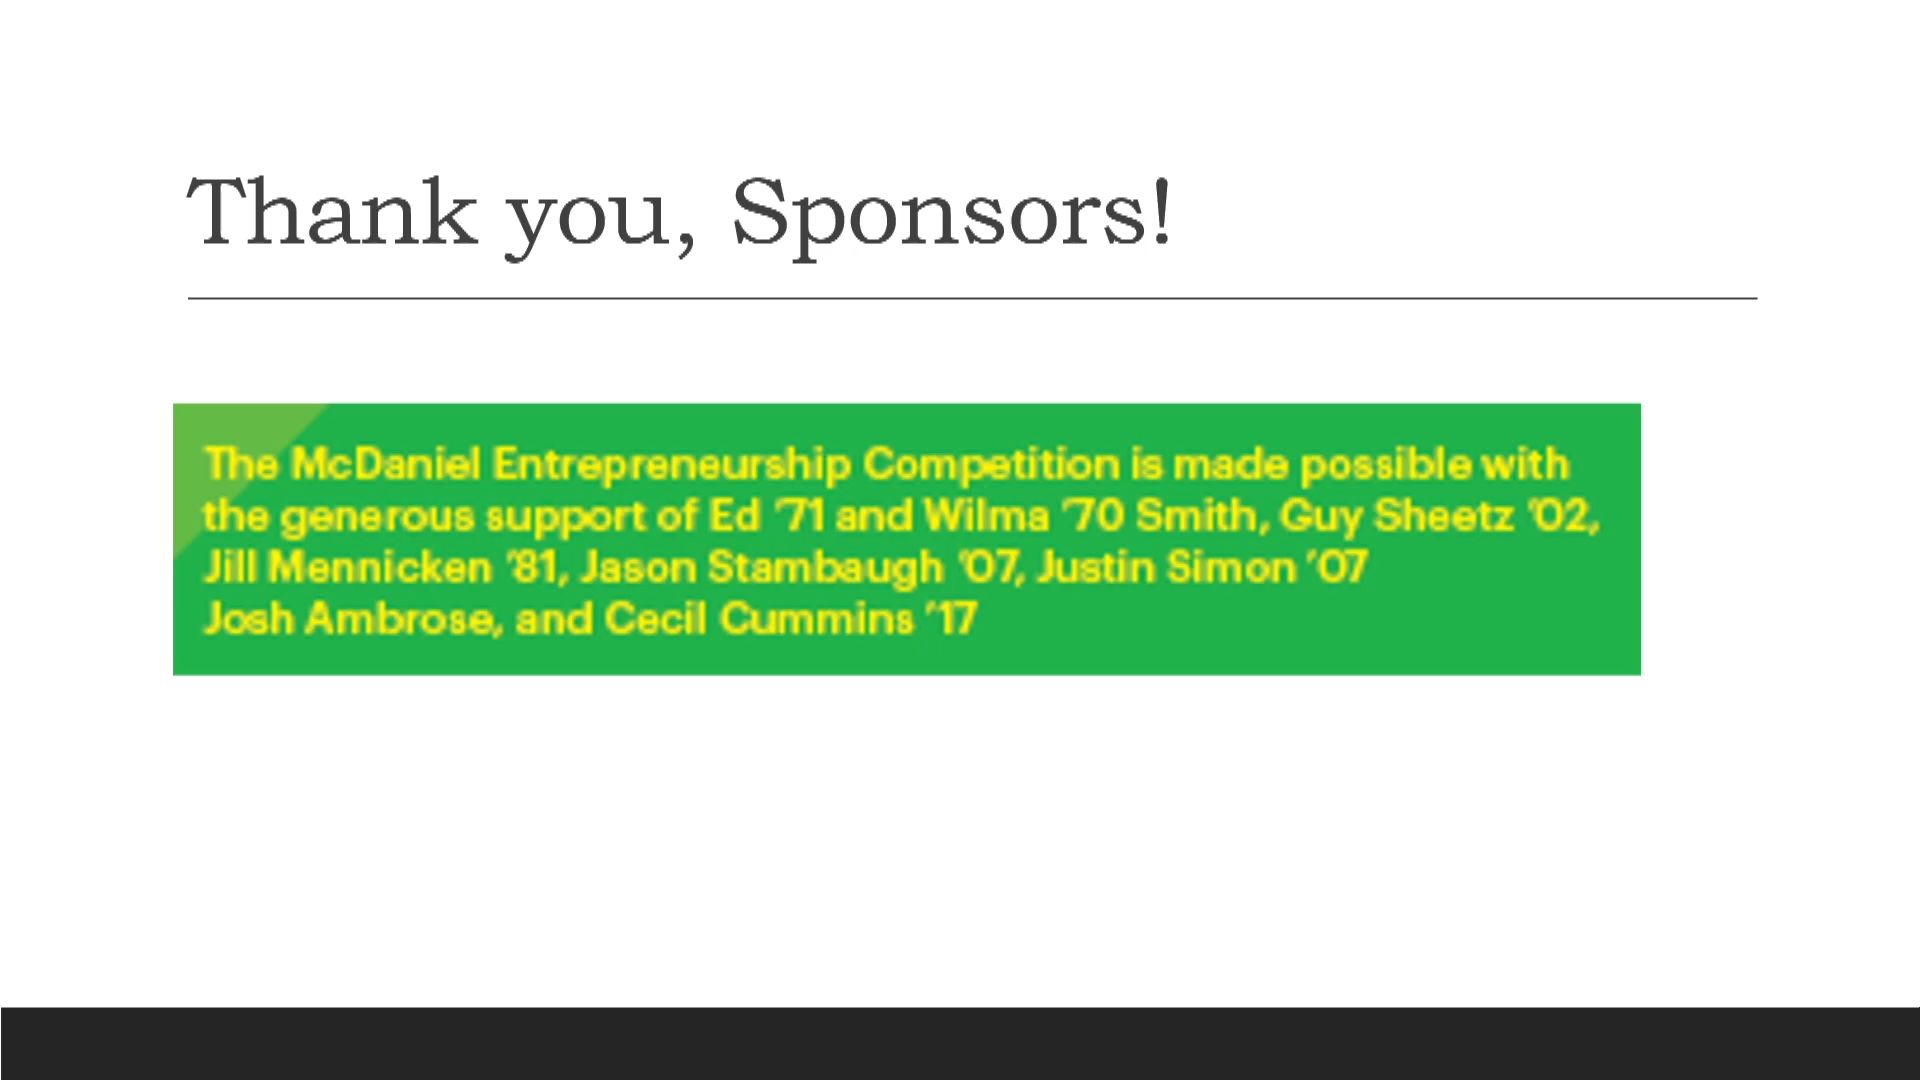 Thank you, Sponsors!
The McDaniel Entrepreneurship Competition is made possible with
the generous support of Ed '71 and Wilma '70 Smith, Guy Sheetz '02,
Jill Mennicken '81, Jason Stambaugh '07, Justin Simon '07
Josh Ambrose, and Cecil Cummins '17